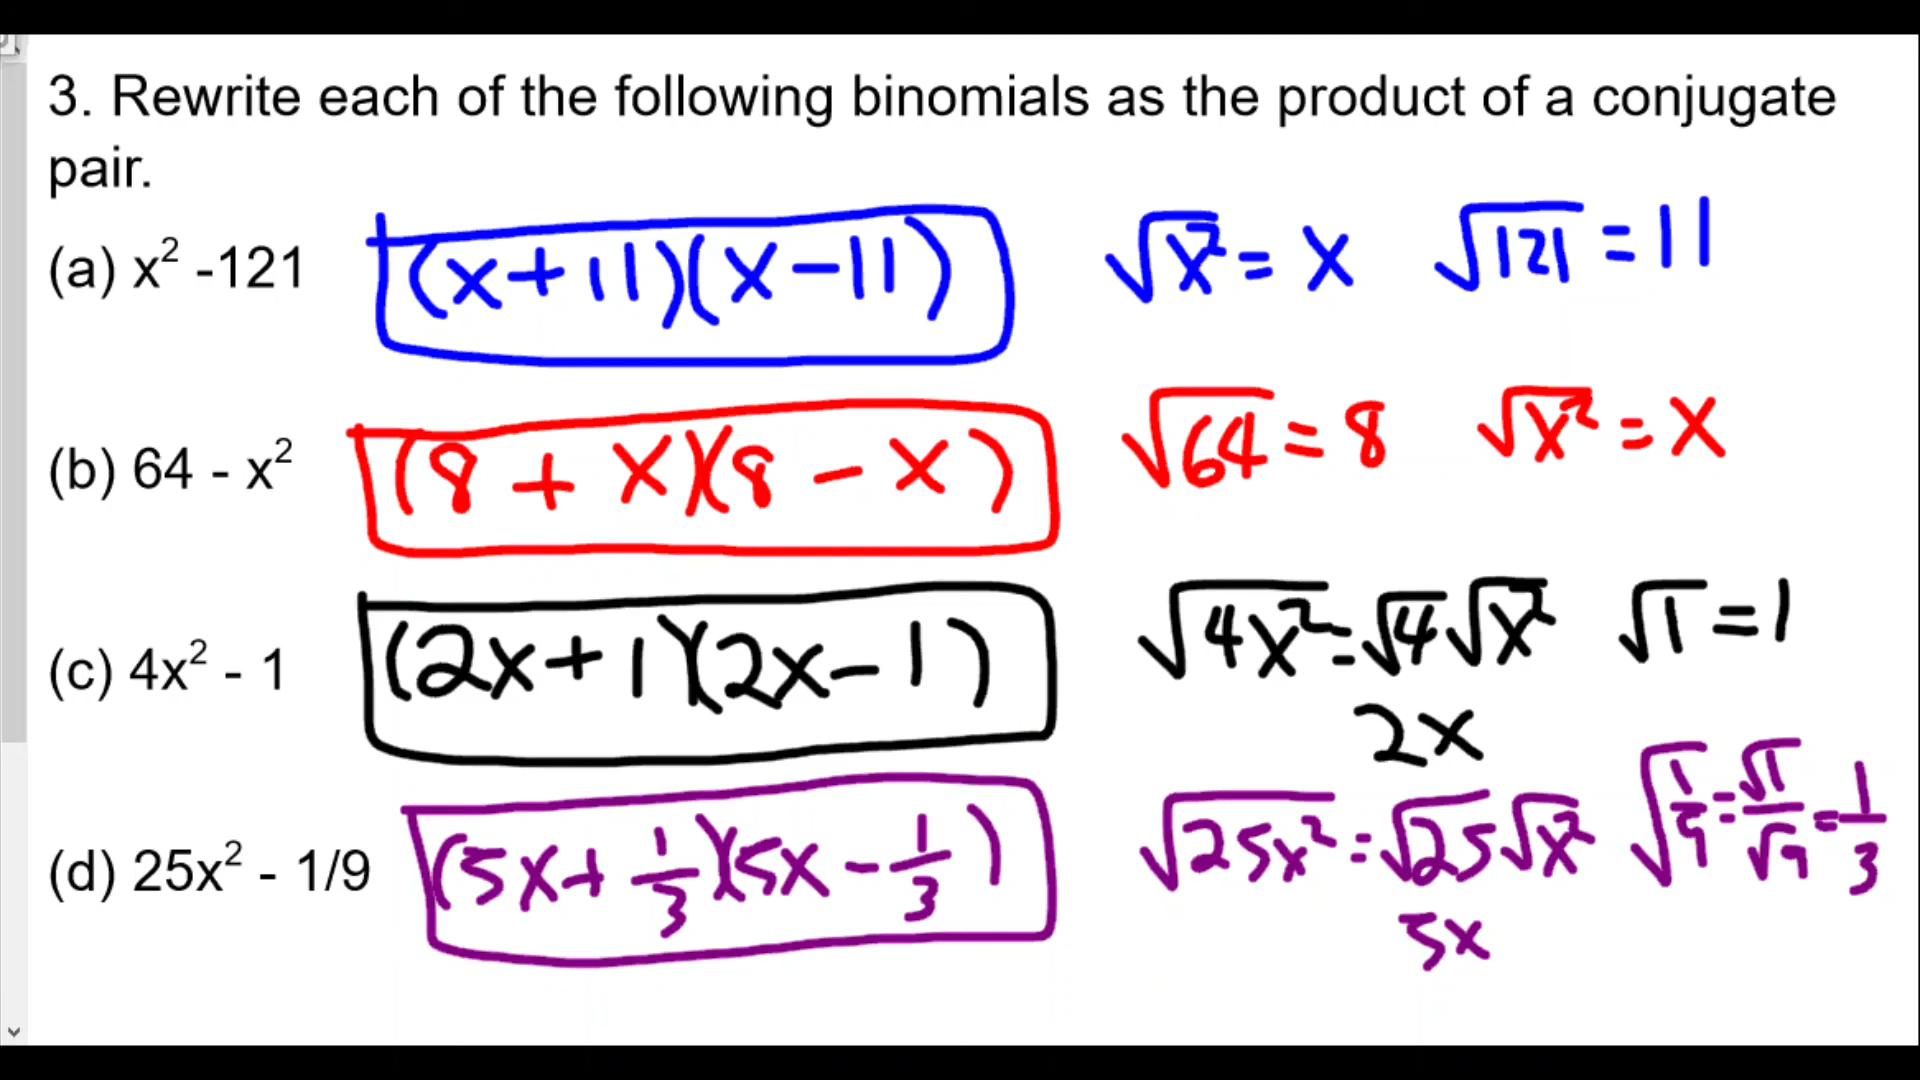 3. Rewrite each of the following binomials as the product of a conjugate
pair.
(a) x² -121 (x+11)(x-11) √x² = x √121 = 11
(b) 64 - x² (8 + x)(8 - x) √64 = 8 √x² = x
(c) 4x² - 1 (2x+1)(2x-1) √4x² = √4 √x² √1 = 1
2x
(d) 25x² - 1/9 (5x + 1/3)(5x - 1/3) √25x² = √25 √x² √1/9 = √1/√9 = 1/3
5x